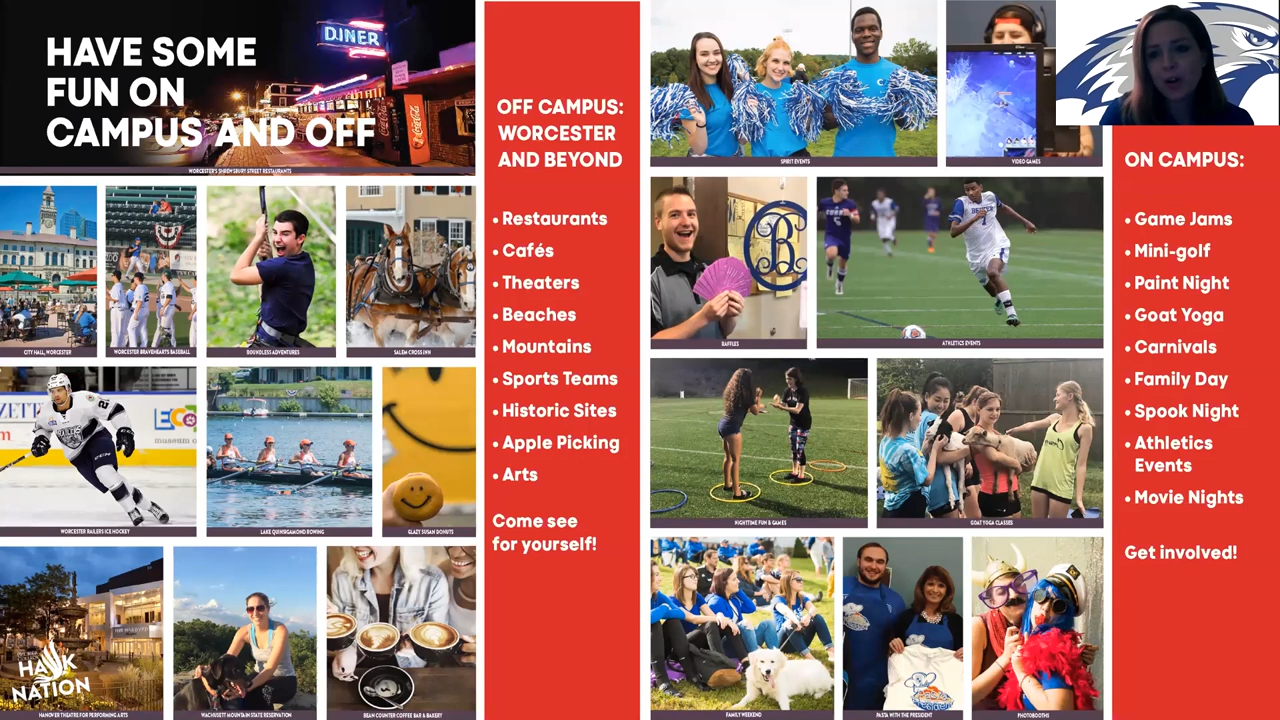 HAVE SOME
FUN ON
CAMPUS AND OFF
DINER
Coca-Cola
WORCESTER'S SHREWSBURY STREET RESTAURANTS
CITY HALL, WORCESTER
WORCESTER BRAVEHEARTS BASEBALL
BOUNDLESS ADVENTURES
SALEM CROSS INN
WORCESTER RAILERS ICE HOCKEY
LAKE QUINSIGAMOND ROWING
GLAZY SUSAN DONUTS
HAWK
NATION
HANOVER THEATRE FOR PERFORMING ARTS
WACHUSETT MOUNTAIN STATE RESERVATION
BEAN COUNTER COFFEE BAR & BAKERY
OFF CAMPUS:
WORCESTER
AND BEYOND
• Restaurants
• Cafés
• Theaters
• Beaches
• Mountains
• Sports Teams
• Historic Sites
• Apple Picking
• Arts
Come see
for yourself!
SPIRIT EVENTS
VIDEO GAMES
RAFFLES
BECKER
ATHLETICS EVENTS
NIGHTTIME FUN & GAMES
GOAT YOGA CLASSES
FAMILY WEEKEND
PASTA WITH THE PRESIDENT
PHOTOBOOTHS
ON CAMPUS:
• Game Jams
• Mini-golf
• Paint Night
• Goat Yoga
• Carnivals
• Family Day
• Spook Night
• Athletics
Events
• Movie Nights
Get involved!